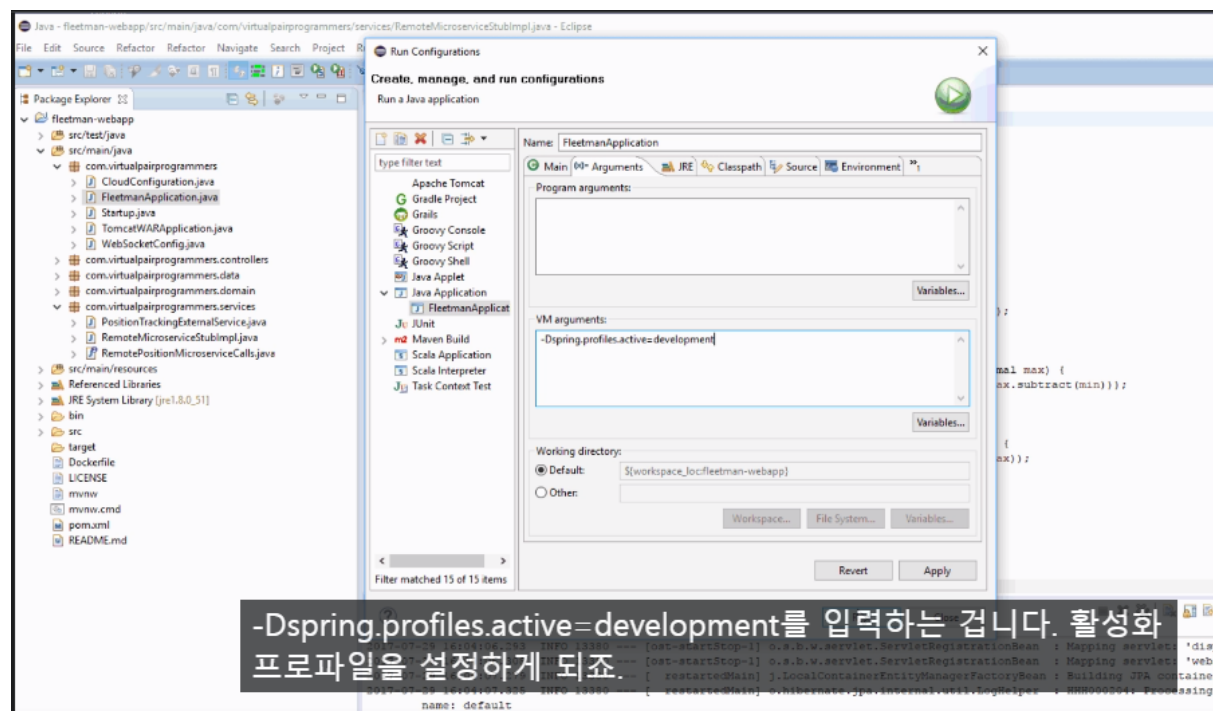 Java - fleetman-webapp/src/main/java/com/virtualpairprogrammers/services/RemoteMicroserviceStubImpl.java - Eclipse
File Edit Source Refactor Refactor Navigate Search Project
Package Explorer
fleetman-webapp
src/test/java
src/main/java
com.virtualpairprogrammers
CloudConfiguration.java
FleetmanApplication.java
Startup.java
TomcatWARApplication.java
WebSocketConfig.java
com.virtualpairprogrammers.controllers
com.virtualpairprogrammers.data
com.virtualpairprogrammers.domain
com.virtualpairprogrammers.services
PositionTrackingExternalService.java
RemoteMicroserviceStubImpl.java
RemotePositionMicroserviceCalls.java
src/main/resources
Referenced Libraries
JRE System Library [jre1.8.0_51]
bin
src
target
Dockerfile
LICENSE
mvnw
mvnw.cmd
pom.xml
README.md
Run Configurations
Create, manage, and run configurations
Run a Java application
type filter text
Apache Tomcat
Gradle Project
Grails
Groovy Console
Groovy Script
Groovy Shell
Java Applet
Java Application
FleetmanApplicat
JUnit
Maven Build
Scala Application
Scala Interpreter
Task Context Test
Filter matched 15 of 15 items
Name: FleetmanApplication
Main Arguments JRE Classpath Source Environment
Program arguments:
Variables...
VM arguments:
-Dspring.profiles.active=development
Variables...
Working directory:
Default: ${workspace_loc:fleetman-webapp}
Other:
Workspace... File System... Variables...
Revert Apply
);
mal max) {
ax.subtract(min)));
{
ax));
-Dspring.profiles.active=development를 입력하는 겁니다. 활성화
프로파일을 설정하게 되죠.
name: default